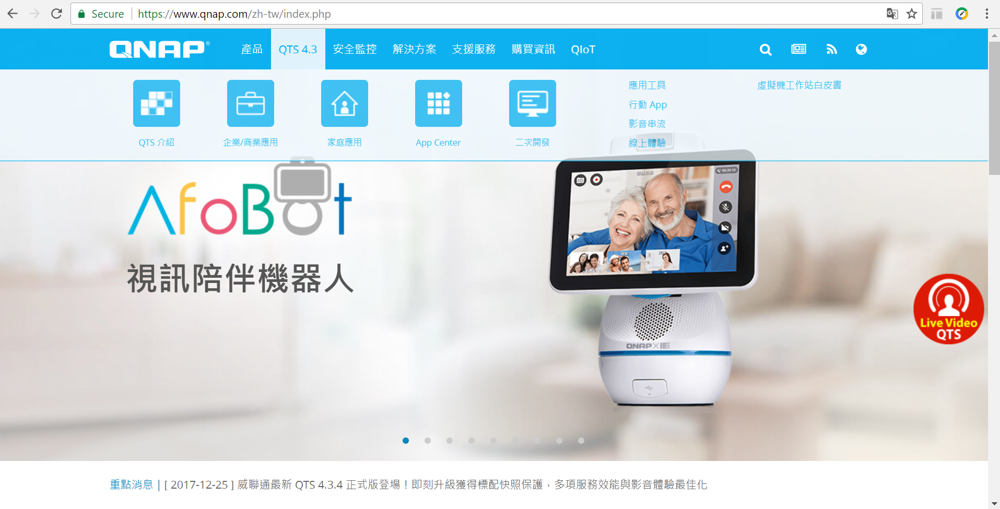 Secure https://www.qnap.com/zh-tw/index.php
QNAP® 產品 QTS 4.3 安全監控 解決方案 支援服務 購買資訊 QIoT
QTS 介紹 企業/商業應用 家庭應用 App Center 二次開發
應用工具
行動 App
影音串流
線上體驗
虛擬機工作站白皮書
AfoBot
視訊陪伴機器人
00:35:16
QNAP X iEi
Live Video
QTS
重點消息 | [ 2017-12-25 ] 威聯通最新 QTS 4.3.4 正式版登場！即刻升級獲得標配快照保護，多項服務效能與影音體驗最佳化